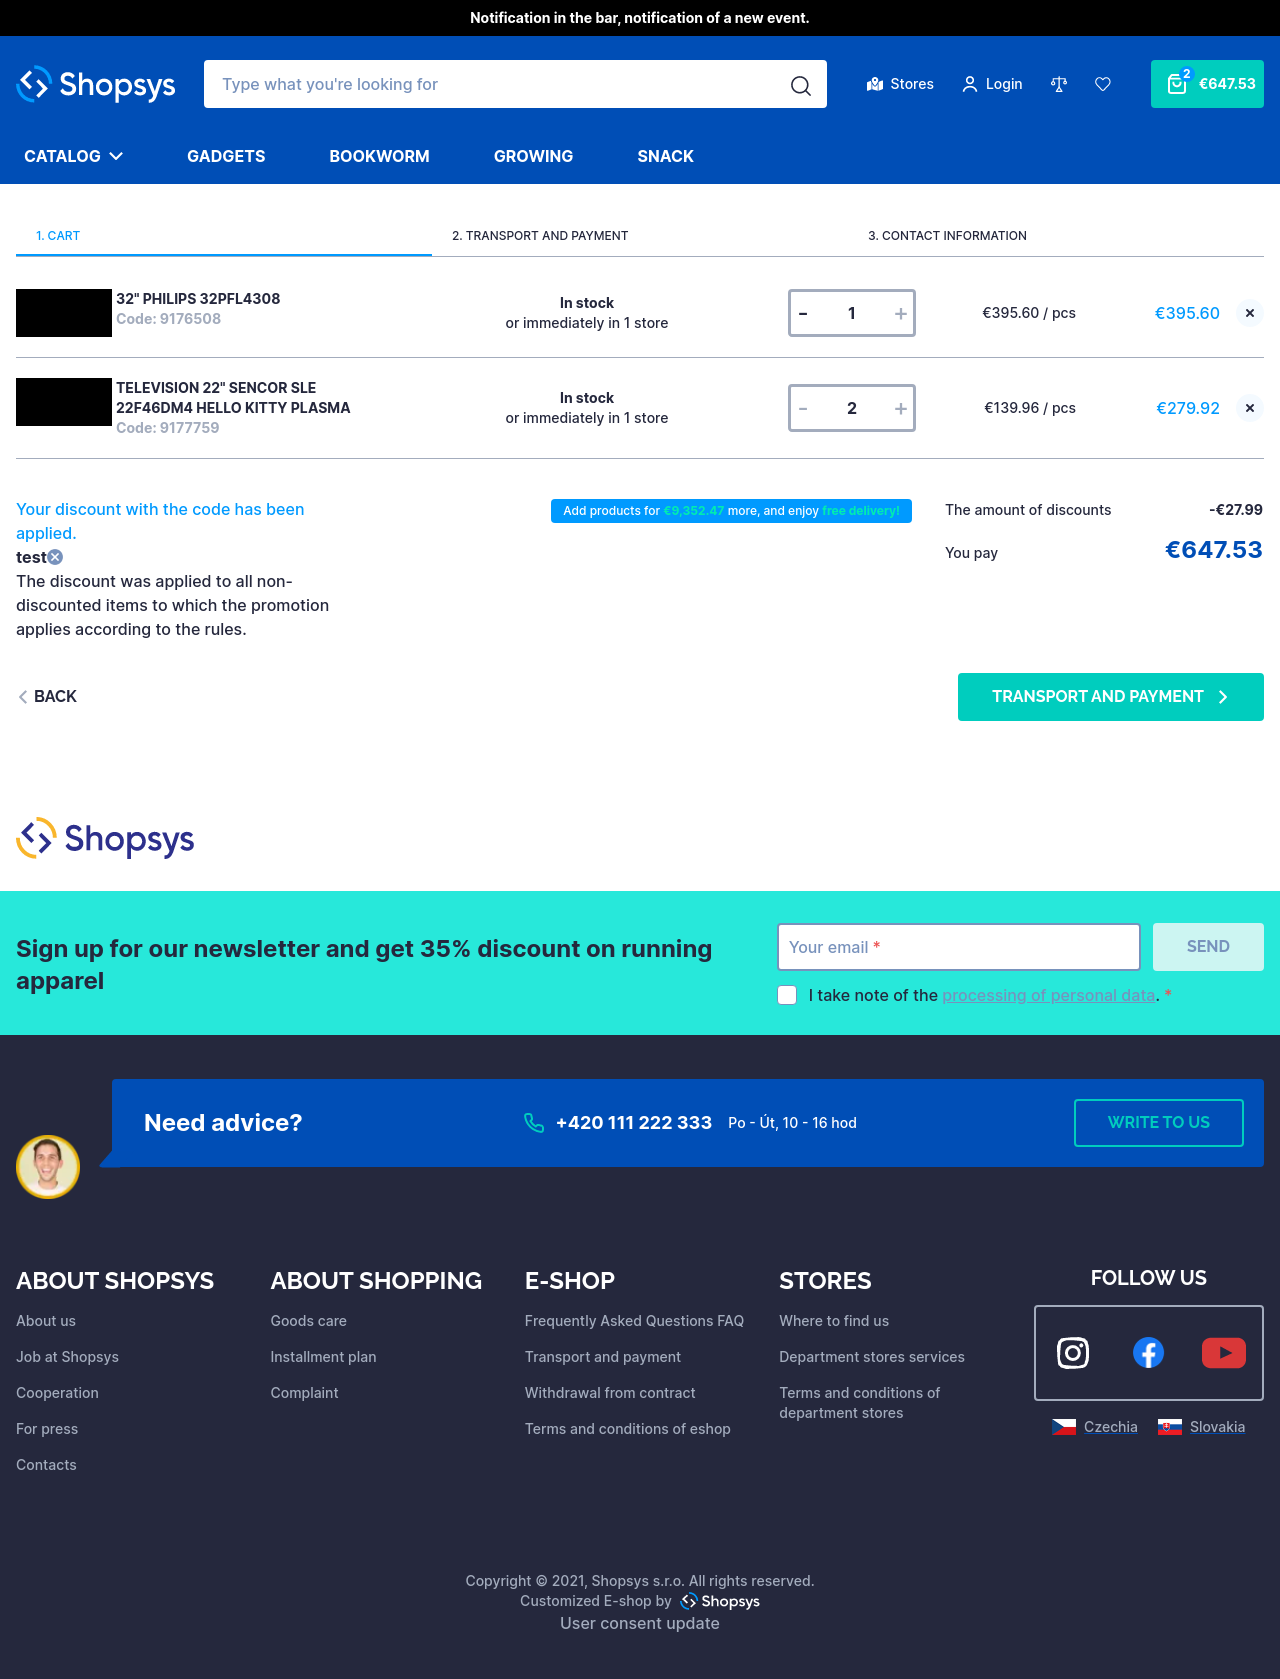 Notification in the bar, notification of a new event.
Shopsys
Type what you're looking for
Stores
Login
2
€647.53
CATALOG
GADGETS
BOOKWORM
GROWING
SNACK
1. CART
2. TRANSPORT AND PAYMENT
3. CONTACT INFORMATION
32" PHILIPS 32PFL4308
Code: 9176508
In stock
or immediately in 1 store
- 1 +
€395.60 / pcs
€395.60
TELEVISION 22" SENCOR SLE
22F46DM4 HELLO KITTY PLASMA
Code: 9177759
In stock
or immediately in 1 store
- 2 +
€139.96 / pcs
€279.92
Your discount with the code has been
applied.
test
The discount was applied to all non-
discounted items to which the promotion
applies according to the rules.
Add products for €9,352.47 more, and enjoy free delivery!
The amount of discounts
-€27.99
You pay
€647.53
BACK
TRANSPORT AND PAYMENT
Shopsys
Sign up for our newsletter and get 35% discount on running
apparel
Your email *
SEND
I take note of the processing of personal data. *
Need advice?
+420 111 222 333
Po - Út, 10 - 16 hod
WRITE TO US
ABOUT SHOPSYS
About us
Job at Shopsys
Cooperation
For press
Contacts
ABOUT SHOPPING
Goods care
Installment plan
Complaint
E-SHOP
Frequently Asked Questions FAQ
Transport and payment
Withdrawal from contract
Terms and conditions of eshop
STORES
Where to find us
Department stores services
Terms and conditions of
department stores
FOLLOW US
Czechia
Slovakia
Copyright © 2021, Shopsys s.r.o. All rights reserved.
Customized E-shop by Shopsys
User consent update